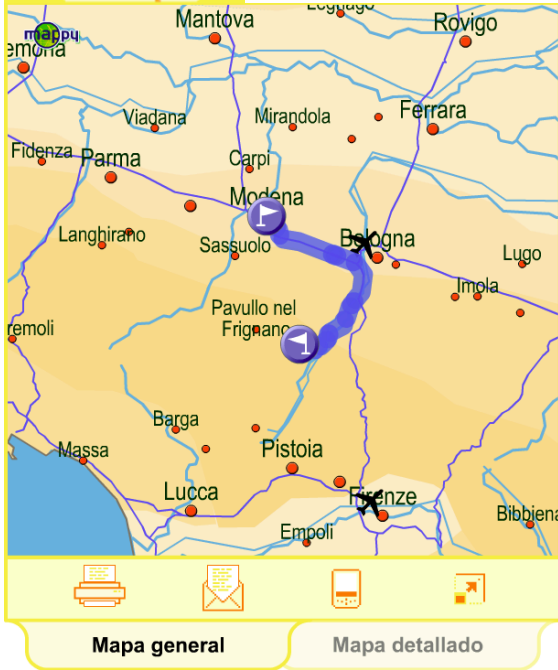 Mantova
Rovigo
mappy
Viadana
Mirandola
Ferrara
Fidenza
Parma
Carpi
Modena
Langhirano
Sassuolo
Bologna
Lugo
Imola
Pavullo nel
Frignano
remoli
Barga
Massa
Pistoia
Lucca
Firenze
Empoli
Bibbiena
Mapa general
Mapa detallado